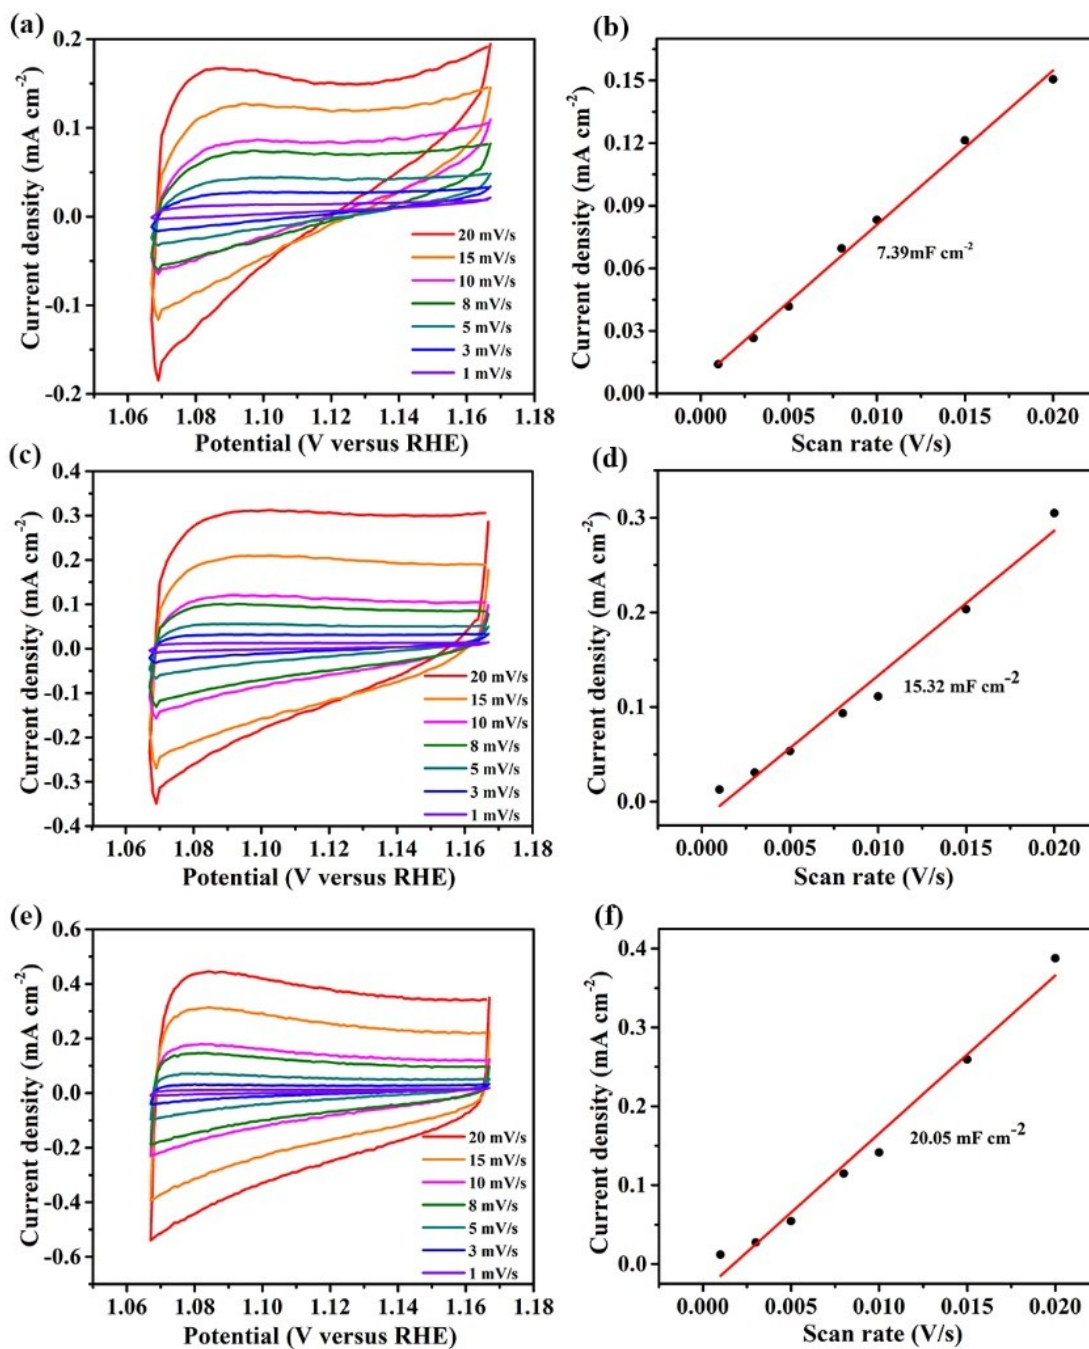 (a)
0.2
0.1
0.0
-0.1
-0.2
Current density (mA cm⁻²)
20 mV/s
15 mV/s
10 mV/s
8 mV/s
5 mV/s
3 mV/s
1 mV/s
1.06 1.08 1.10 1.12 1.14 1.16 1.18
Potential (V versus RHE)
(b)
0.15
0.12
0.09
0.06
0.03
0.00
Current density (mA cm⁻²)
7.39mF cm⁻²
0.000 0.005 0.010 0.015 0.020
Scan rate (V/s)
(c)
0.4
0.3
0.2
0.1
0.0
-0.1
-0.2
-0.3
-0.4
Current density (mA cm⁻²)
20 mV/s
15 mV/s
10 mV/s
8 mV/s
5 mV/s
3 mV/s
1 mV/s
1.06 1.08 1.10 1.12 1.14 1.16 1.18
Potential (V versus RHE)
(d)
0.3
0.2
0.1
0.0
Current density (mA cm⁻²)
15.32 mF cm⁻²
0.000 0.005 0.010 0.015 0.020
Scan rate (V/s)
(e)
0.6
0.4
0.2
0.0
-0.2
-0.4
-0.6
Current density (mA cm⁻²)
20 mV/s
15 mV/s
10 mV/s
8 mV/s
5 mV/s
3 mV/s
1 mV/s
1.06 1.08 1.10 1.12 1.14 1.16 1.18
Potential (V versus RHE)
(f)
0.4
0.3
0.2
0.1
0.0
Current density (mA cm⁻²)
20.05 mF cm⁻²
0.000 0.005 0.010 0.015 0.020
Scan rate (V/s)